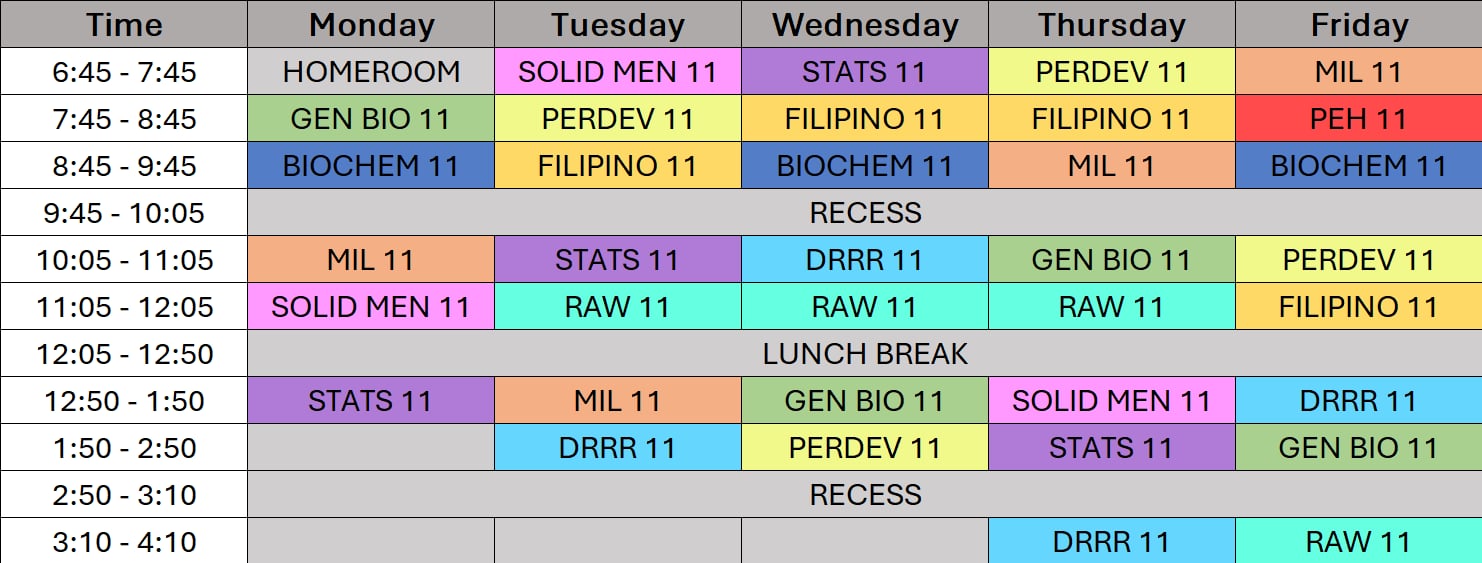 Time Monday Tuesday Wednesday Thursday Friday
6:45 - 7:45 HOMEROOM SOLID MEN 11 STATS 11 PERDEV 11 MIL 11
7:45 - 8:45 GEN BIO 11 PERDEV 11 FILIPINO 11 FILIPINO 11 PEH 11
8:45 - 9:45 BIOCHEM 11 FILIPINO 11 BIOCHEM 11 MIL 11 BIOCHEM 11
9:45 - 10:05 RECESS
10:05 - 11:05 MIL 11 STATS 11 DRRR 11 GEN BIO 11 PERDEV 11
11:05 - 12:05 SOLID MEN 11 RAW 11 RAW 11 RAW 11 FILIPINO 11
12:05 - 12:50 LUNCH BREAK
12:50 - 1:50 STATS 11 MIL 11 GEN BIO 11 SOLID MEN 11 DRRR 11
1:50 - 2:50 DRRR 11 PERDEV 11 STATS 11 GEN BIO 11
2:50 - 3:10 RECESS
3:10 - 4:10 DRRR 11 RAW 11